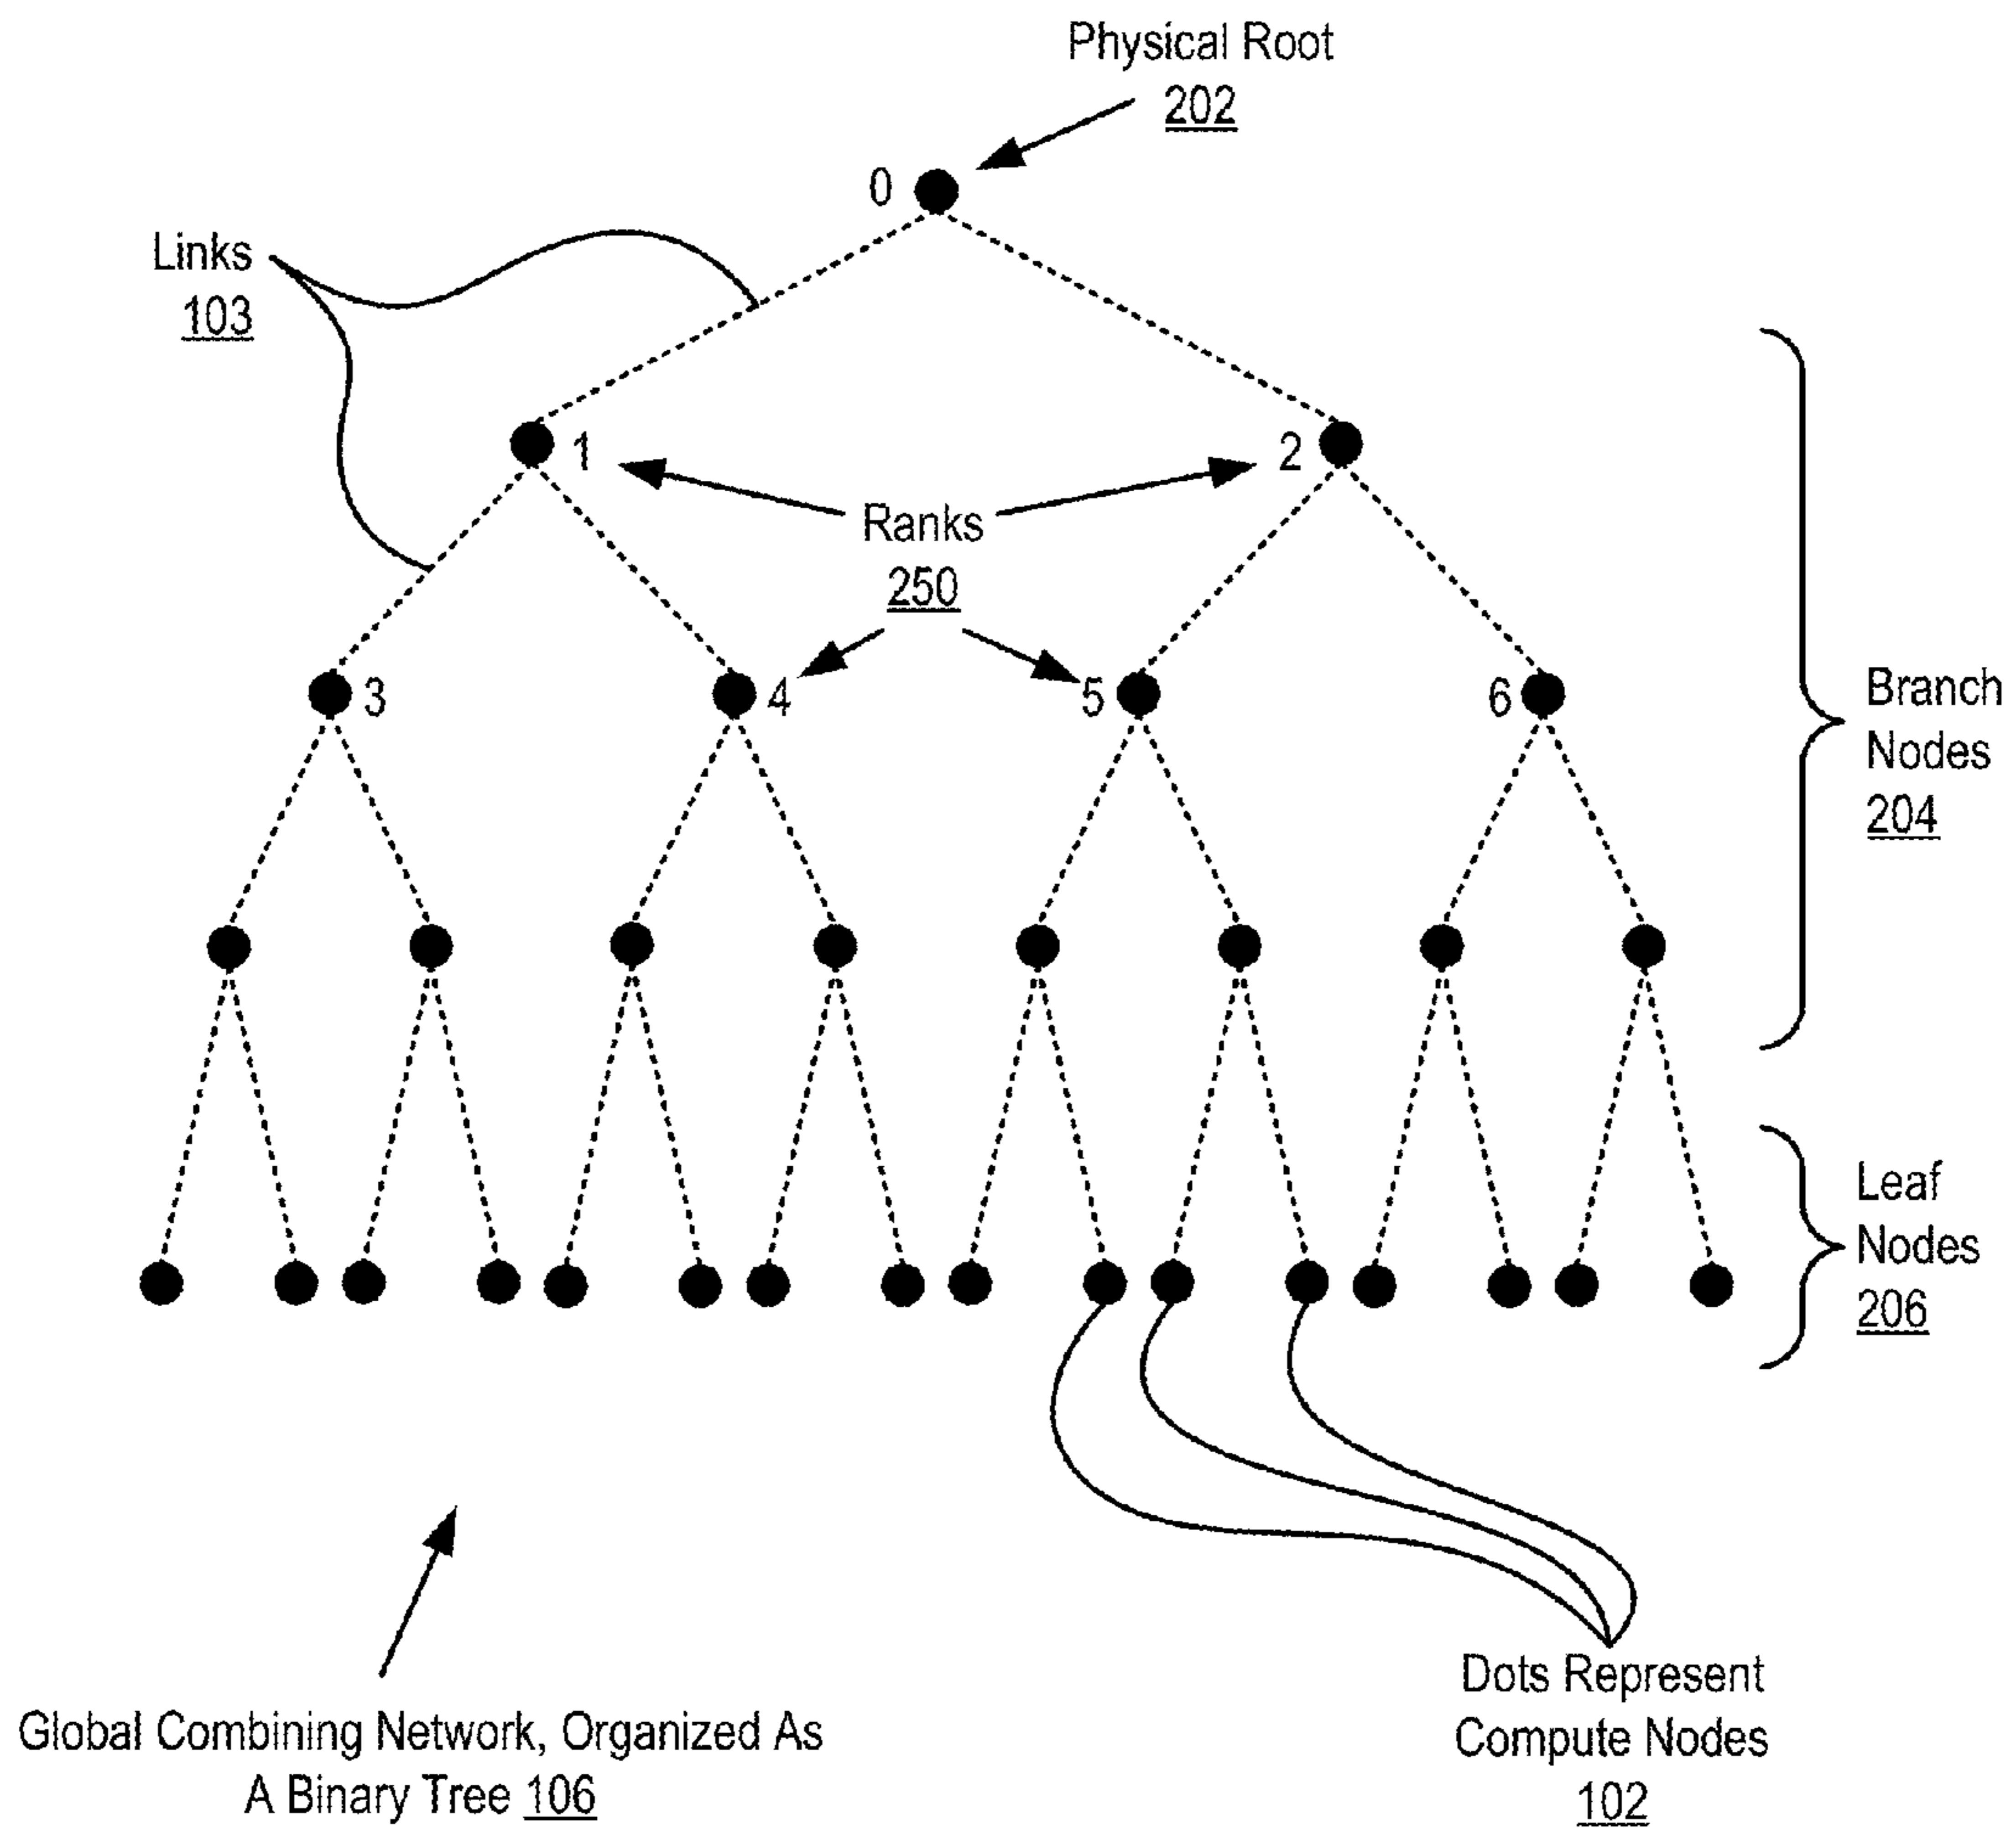 Physical Root
202
0
Links
103
1
2
Ranks
250
3
4
5
6
Branch
Nodes
204
Leaf
Nodes
206
Dots Represent
Compute Nodes
102
Global Combining Network, Organized As
A Binary Tree 106